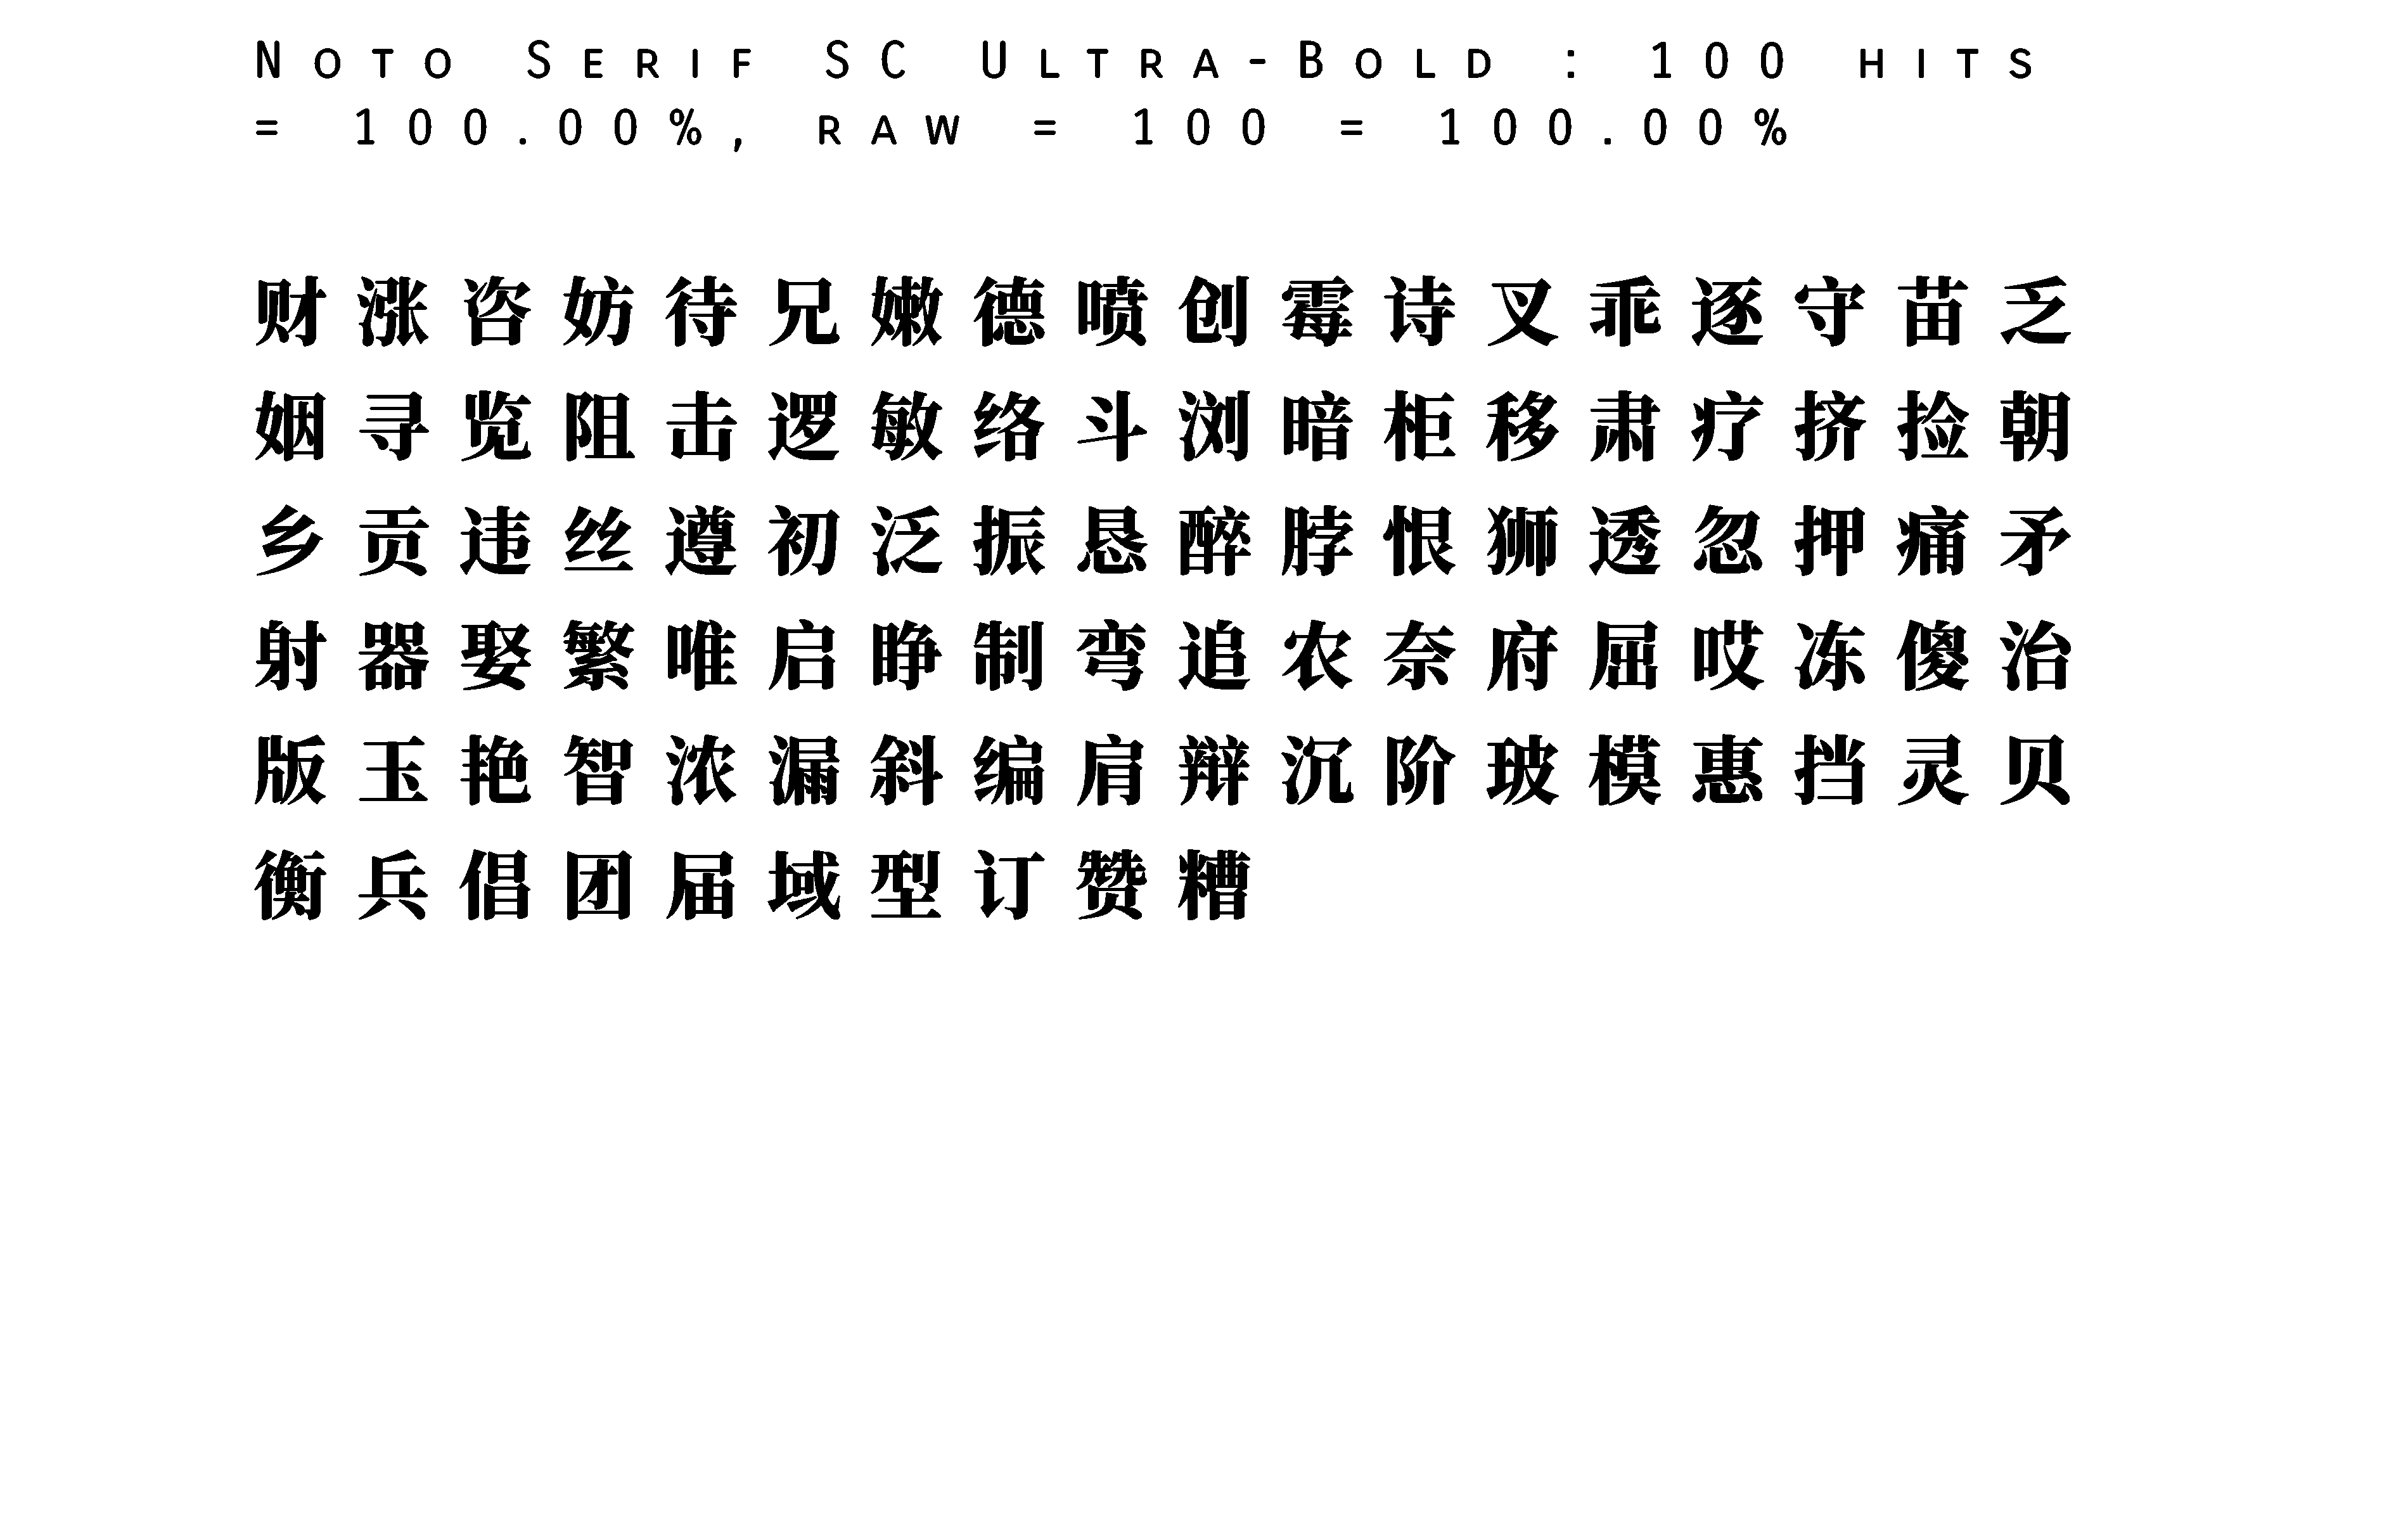 Noto Serif SC Ultra-Bold : 100 hits
= 100.00%, raw = 100 = 100.00%
财涨咨妨待兄嫩德喷创霉诗叉乖逐守苗乏
姻寻览阻击逻敏络斗浏暗柜移肃疗挤捡朝
乡贡违丝遵初泛振恳醉脖恨狮透忽押痛矛
射器娶繁唯启睁制弯追农奈府屈哎冻傻治
版玉艳智浓漏斜编肩辩沉阶玻模惠挡灵贝
衡兵倡团届域型订赞糟